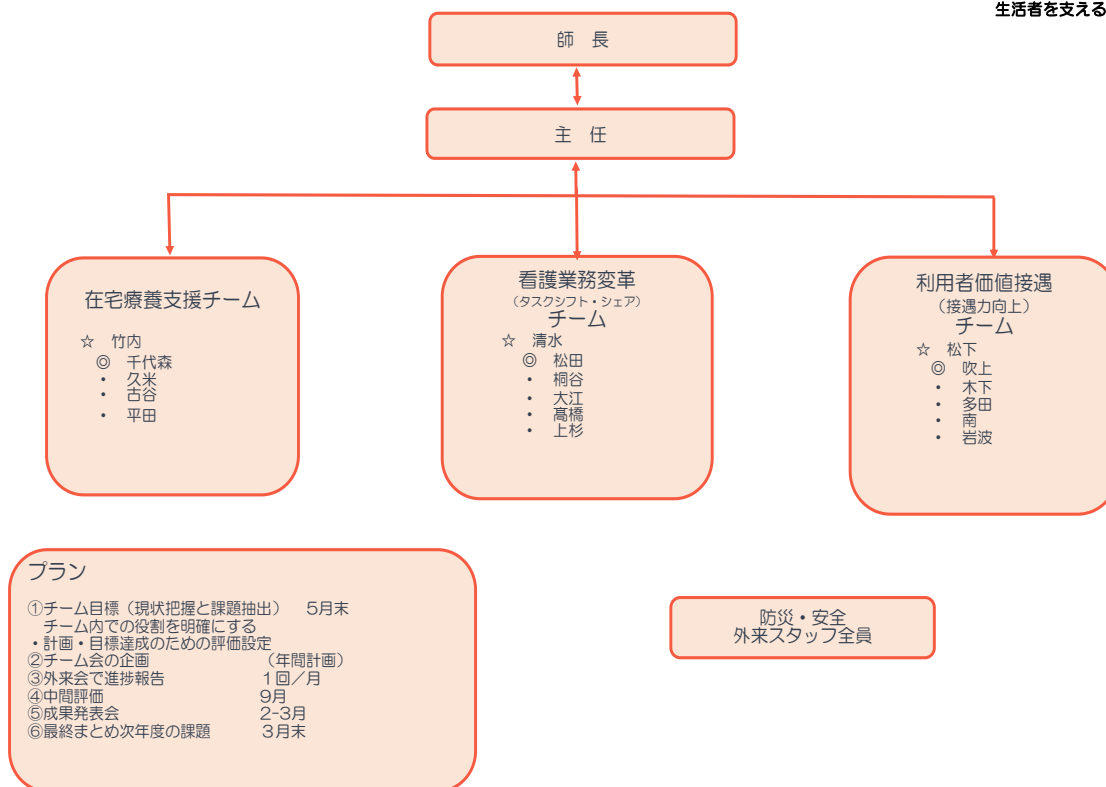 生活者を支える
師　長
主　任
在宅療養支援チーム
☆　竹内
◎　千代森
・　久米
・　古谷
・　平田
看護業務変革
（タスクシフト・シェア）
チーム
☆　清水
◎　松田
・　桐谷
・　大江
・　髙橋
・　上杉
利用者価値接遇
（接遇力向上）
チーム
☆　松下
◎　吹上
・　木下
・　多田
・　南
・　岩波
プラン
①チーム目標（現状把握と課題抽出）　5月末
チーム内での役割を明確にする
・計画・目標達成のための評価設定
②チーム会の企画　（年間計画）
③外来会で進捗報告　１回／月
④中間評価　9月
⑤成果発表会　2-3月
⑥最終まとめ次年度の課題　３月末
防災・安全
外来スタッフ全員